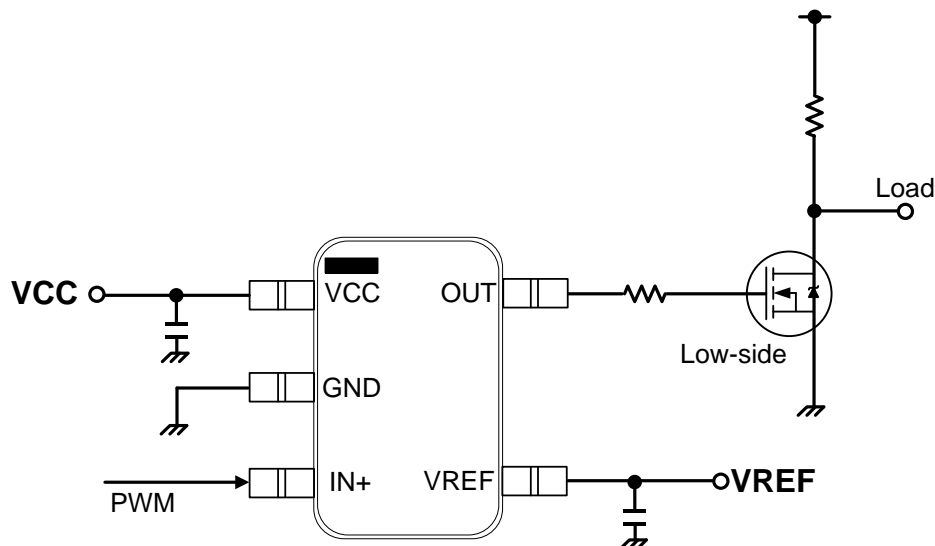 Load
VCC
VCC
OUT
Low-side
GND
IN+
VREF
VREF
PWM